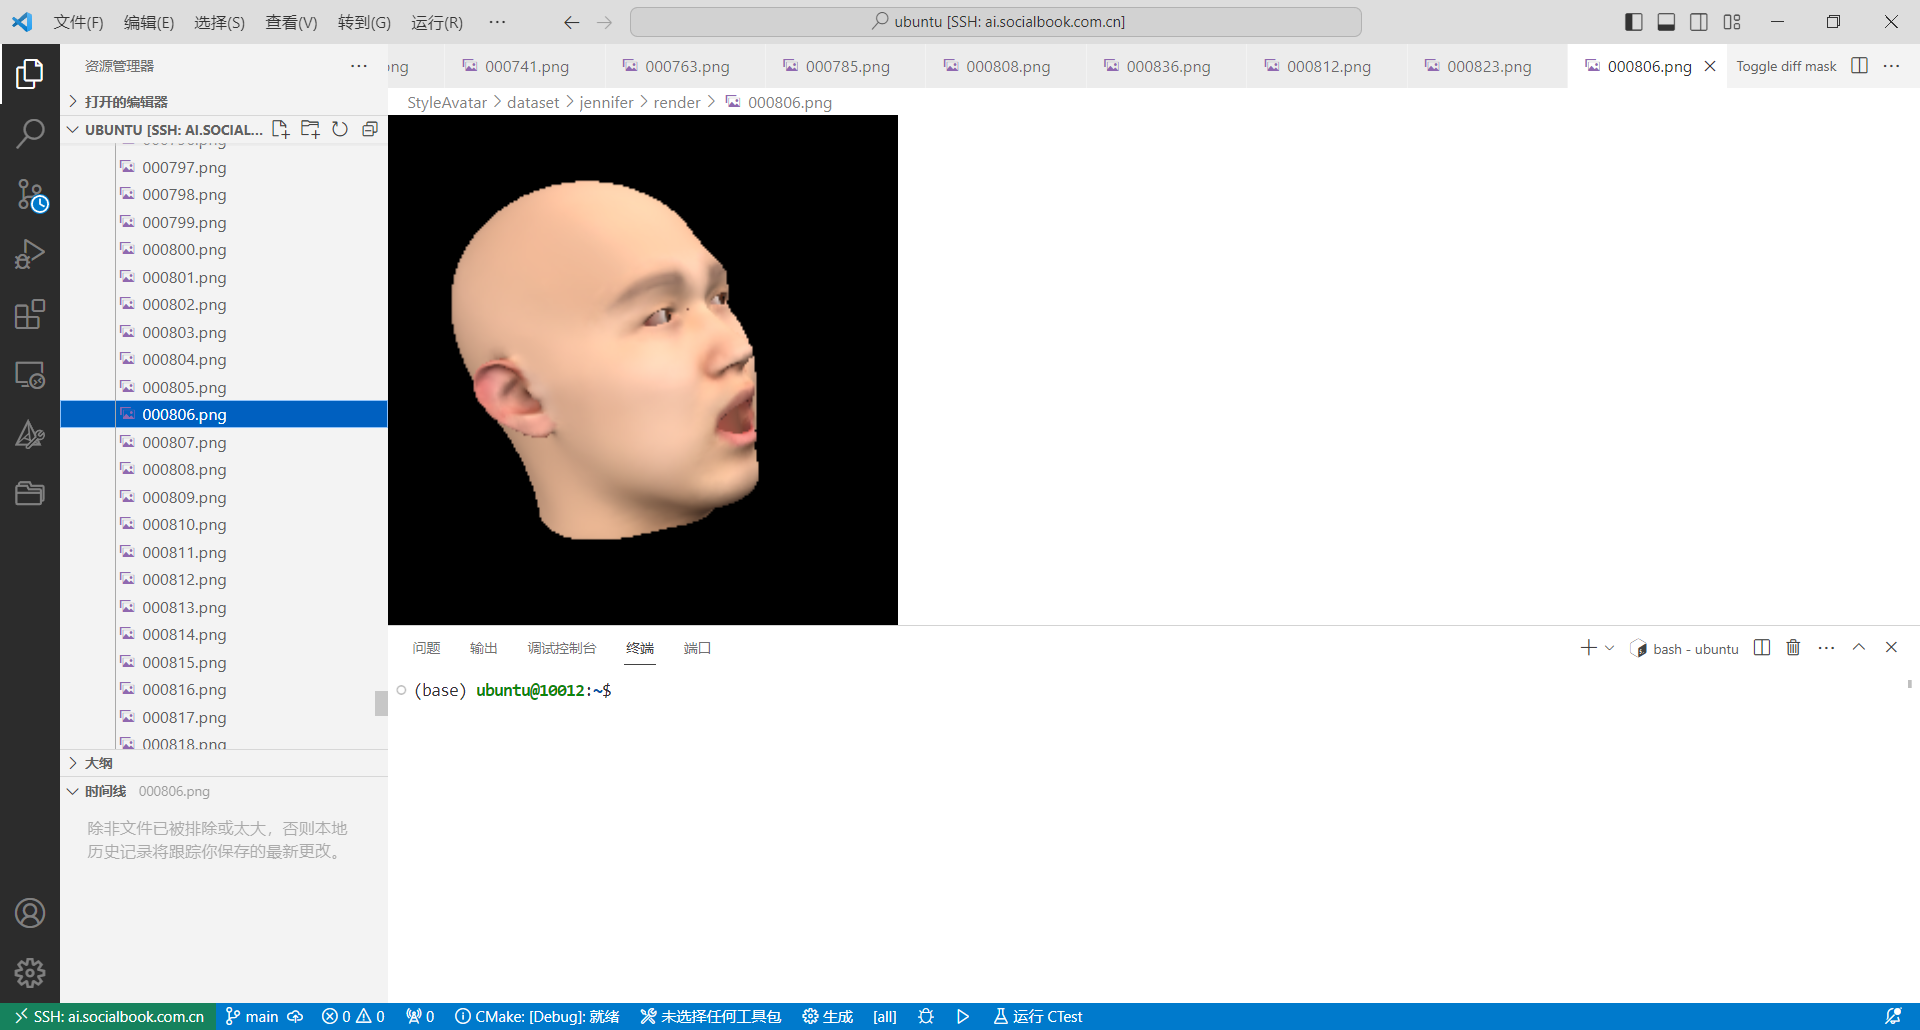 文件(F) 编辑(E) 选择(S) 查看(V) 转到(G) 运行(R) ··· ubuntu [SSH: ai.socialbook.com.cn]
资源管理器 ···
png 000741.png 000763.png 000785.png 000808.png 000836.png 000812.png 000823.png 000806.png Toggle diff mask ···
打开的编辑器
StyleAvatar > dataset > jennifer > render > 000806.png
UBUNTU [SSH: AI.SOCIAL...
000796.png
000797.png
000798.png
000799.png
000800.png
000801.png
000802.png
000803.png
000804.png
000805.png
000806.png
000807.png
000808.png
000809.png
000810.png
000811.png
000812.png
000813.png
000814.png
000815.png
000816.png
000817.png
000818.png
大纲
时间线 000806.png
除非文件已被排除或太大，否则本地
历史记录将跟踪你保存的最新更改。
问题 输出 调试控制台 终端 端口 bash - ubuntu ···
(base) ubuntu@10012:~$
SSH: ai.socialbook.com.cn main 0 0 0 CMake: [Debug]: 就绪 未选择任何工具包 生成 [all] 运行 CTest